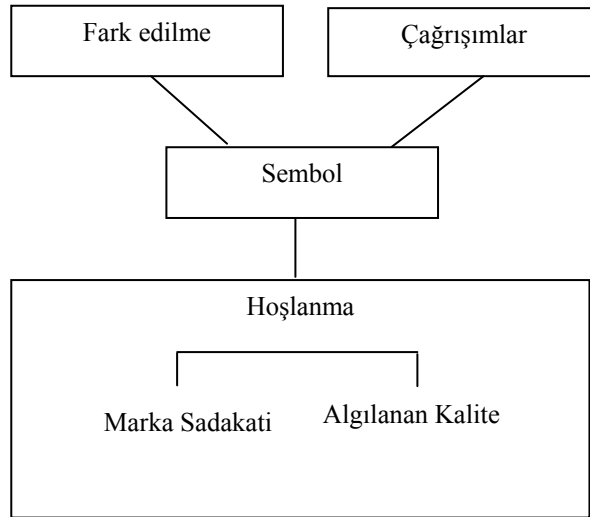 Fark edilme
Çağrışımlar
Sembol
Hoşlanma
Marka Sadakati
Algılanan Kalite